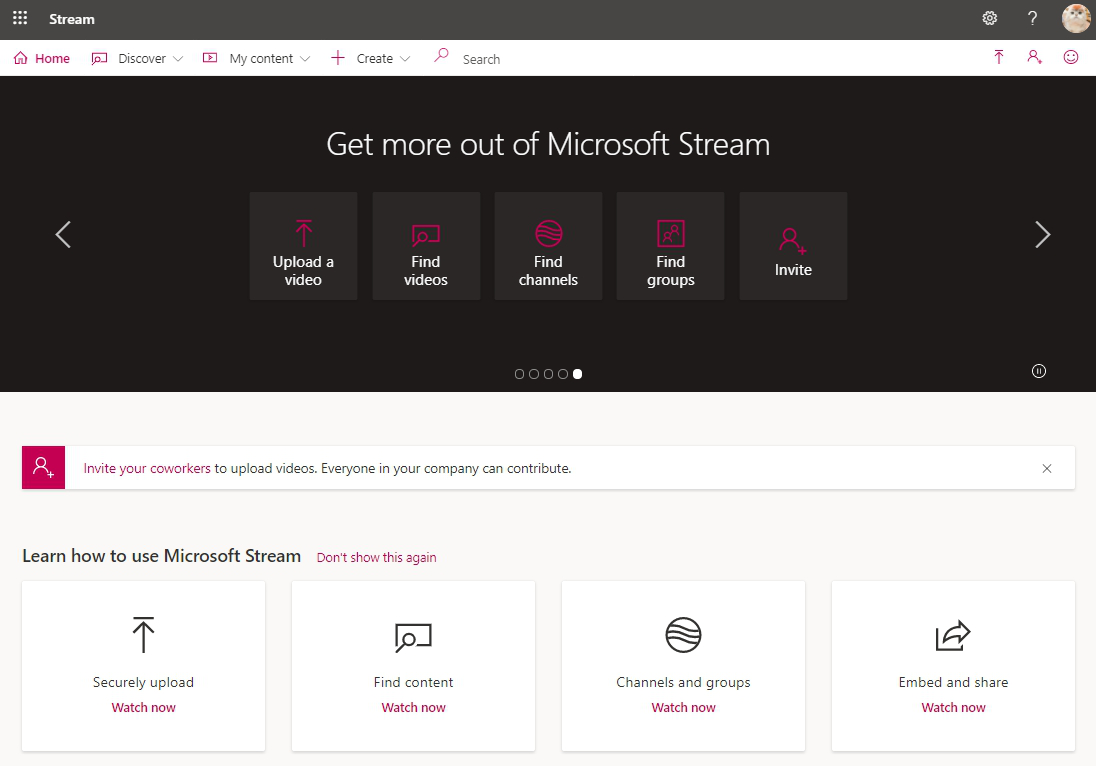 Stream
Home Discover My content Create Search
Get more out of Microsoft Stream
Upload a
video
Find
videos
Find
channels
Find
groups
Invite
Invite your coworkers to upload videos. Everyone in your company can contribute.
Learn how to use Microsoft Stream Don't show this again
Securely upload
Watch now
Find content
Watch now
Channels and groups
Watch now
Embed and share
Watch now